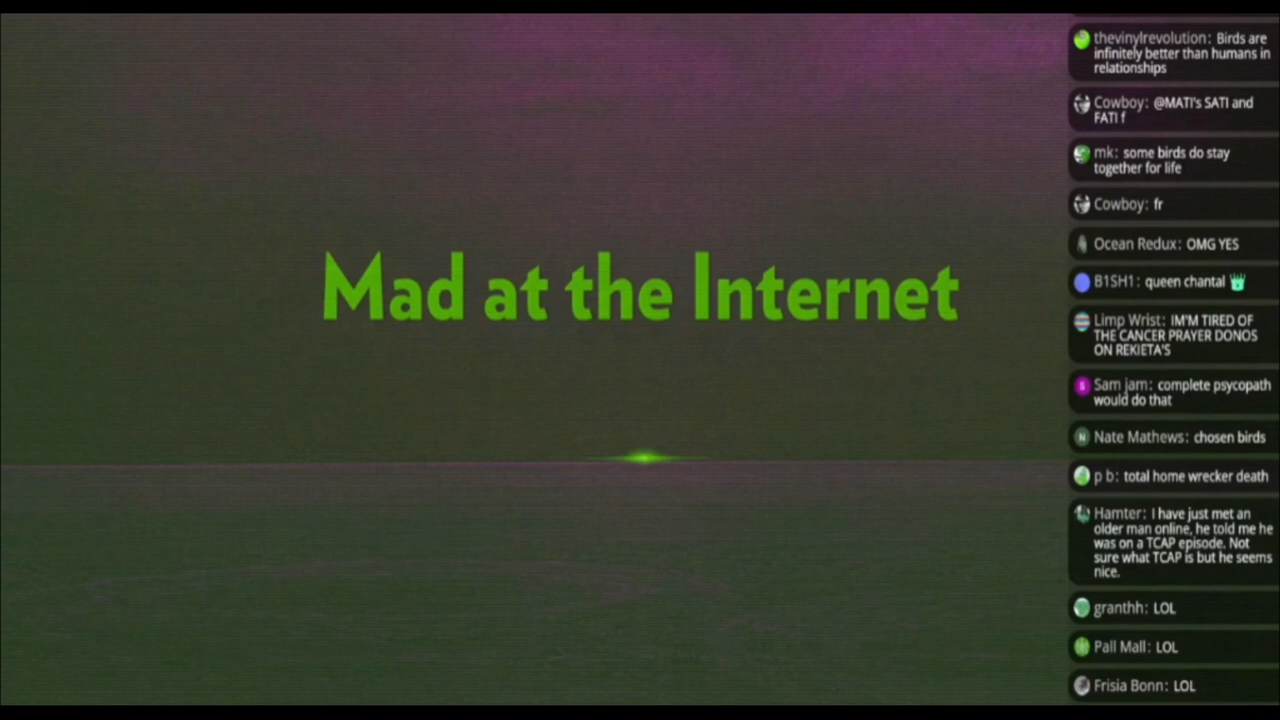 Mad at the Internet
thevinylrevolution: Birds are
infinitely better than humans in
relationships
Cowboy: @MATI's SATI and
FATI f
mk: some birds do stay
together for life
Cowboy: fr
Ocean Redux: OMG YES
B1SH1: queen chantal
Limp Wrist: IM'M TIRED OF
THE CANCER PRAYER DONOS
ON REKIETA'S
S
Sam jam: complete psycopath
would do that
N
Nate Mathews: chosen birds
p b: total home wrecker death
Hamter: I have just met an
older man online, he told me he
was on a TCAP episode. Not
sure what TCAP is but he seems
nice.
granthh: LOL
Pall Mall: LOL
Frisia Bonn: LOL